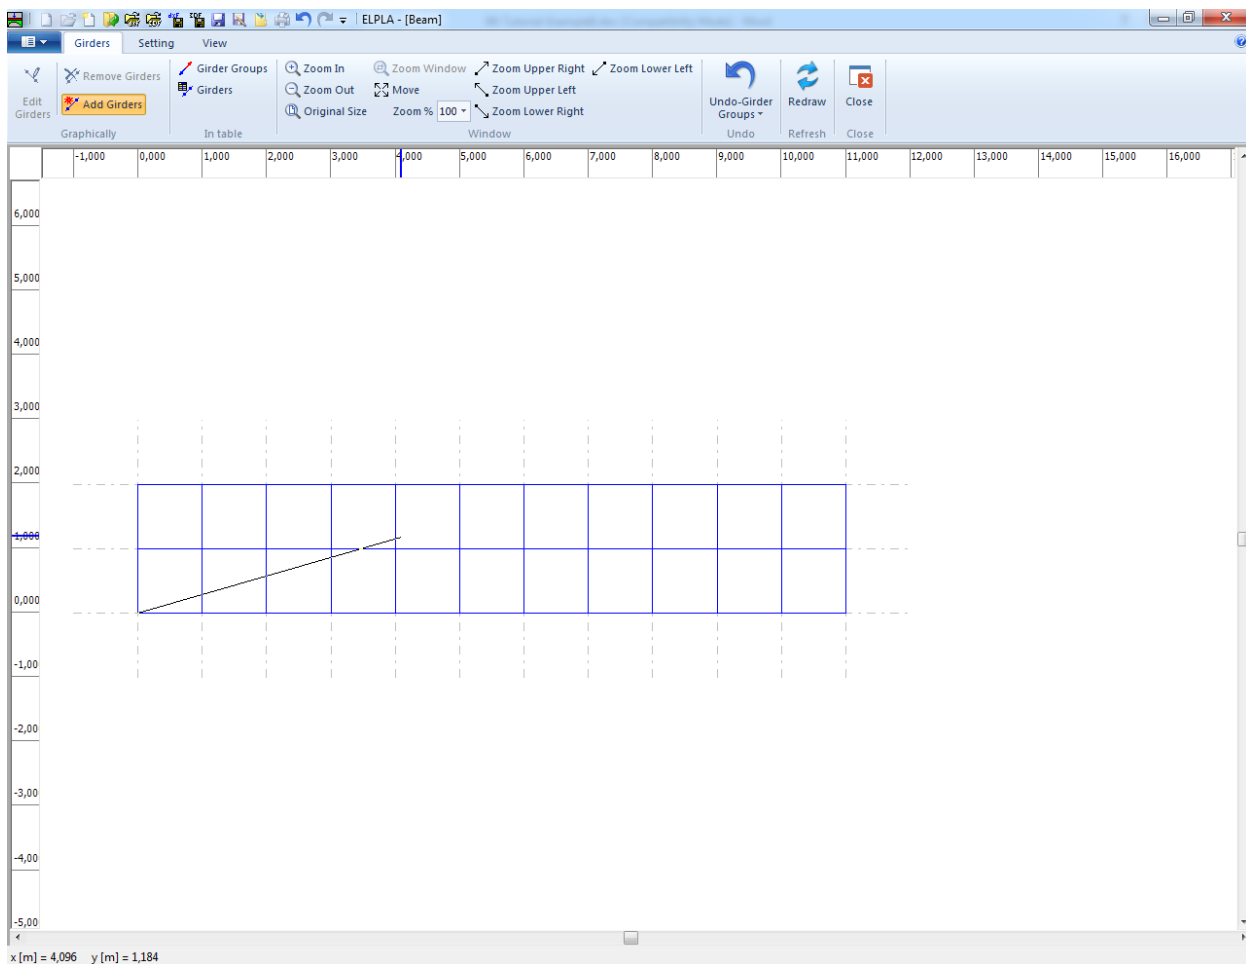 ELPLA - [Beam]
Girders Setting View
Edit Girders
Remove Girders
Add Girders
Graphically
Girder Groups
Girders
In table
Zoom In
Zoom Out
Original Size
Zoom Window
Move
Zoom % 100
Zoom Upper Right
Zoom Upper Left
Zoom Lower Right
Zoom Lower Left
Window
Undo-Girder
Groups
Undo
Redraw
Refresh
Close
Close
-1,000 0,000 1,000 2,000 3,000 4,000 5,000 6,000 7,000 8,000 9,000 10,000 11,000 12,000 13,000 14,000 15,000 16,000
6,000
5,000
4,000
3,000
2,000
1,000
0,000
-1,00
-2,00
-3,00
-4,00
-5,00
x [m] = 4,096 y [m] = 1,184